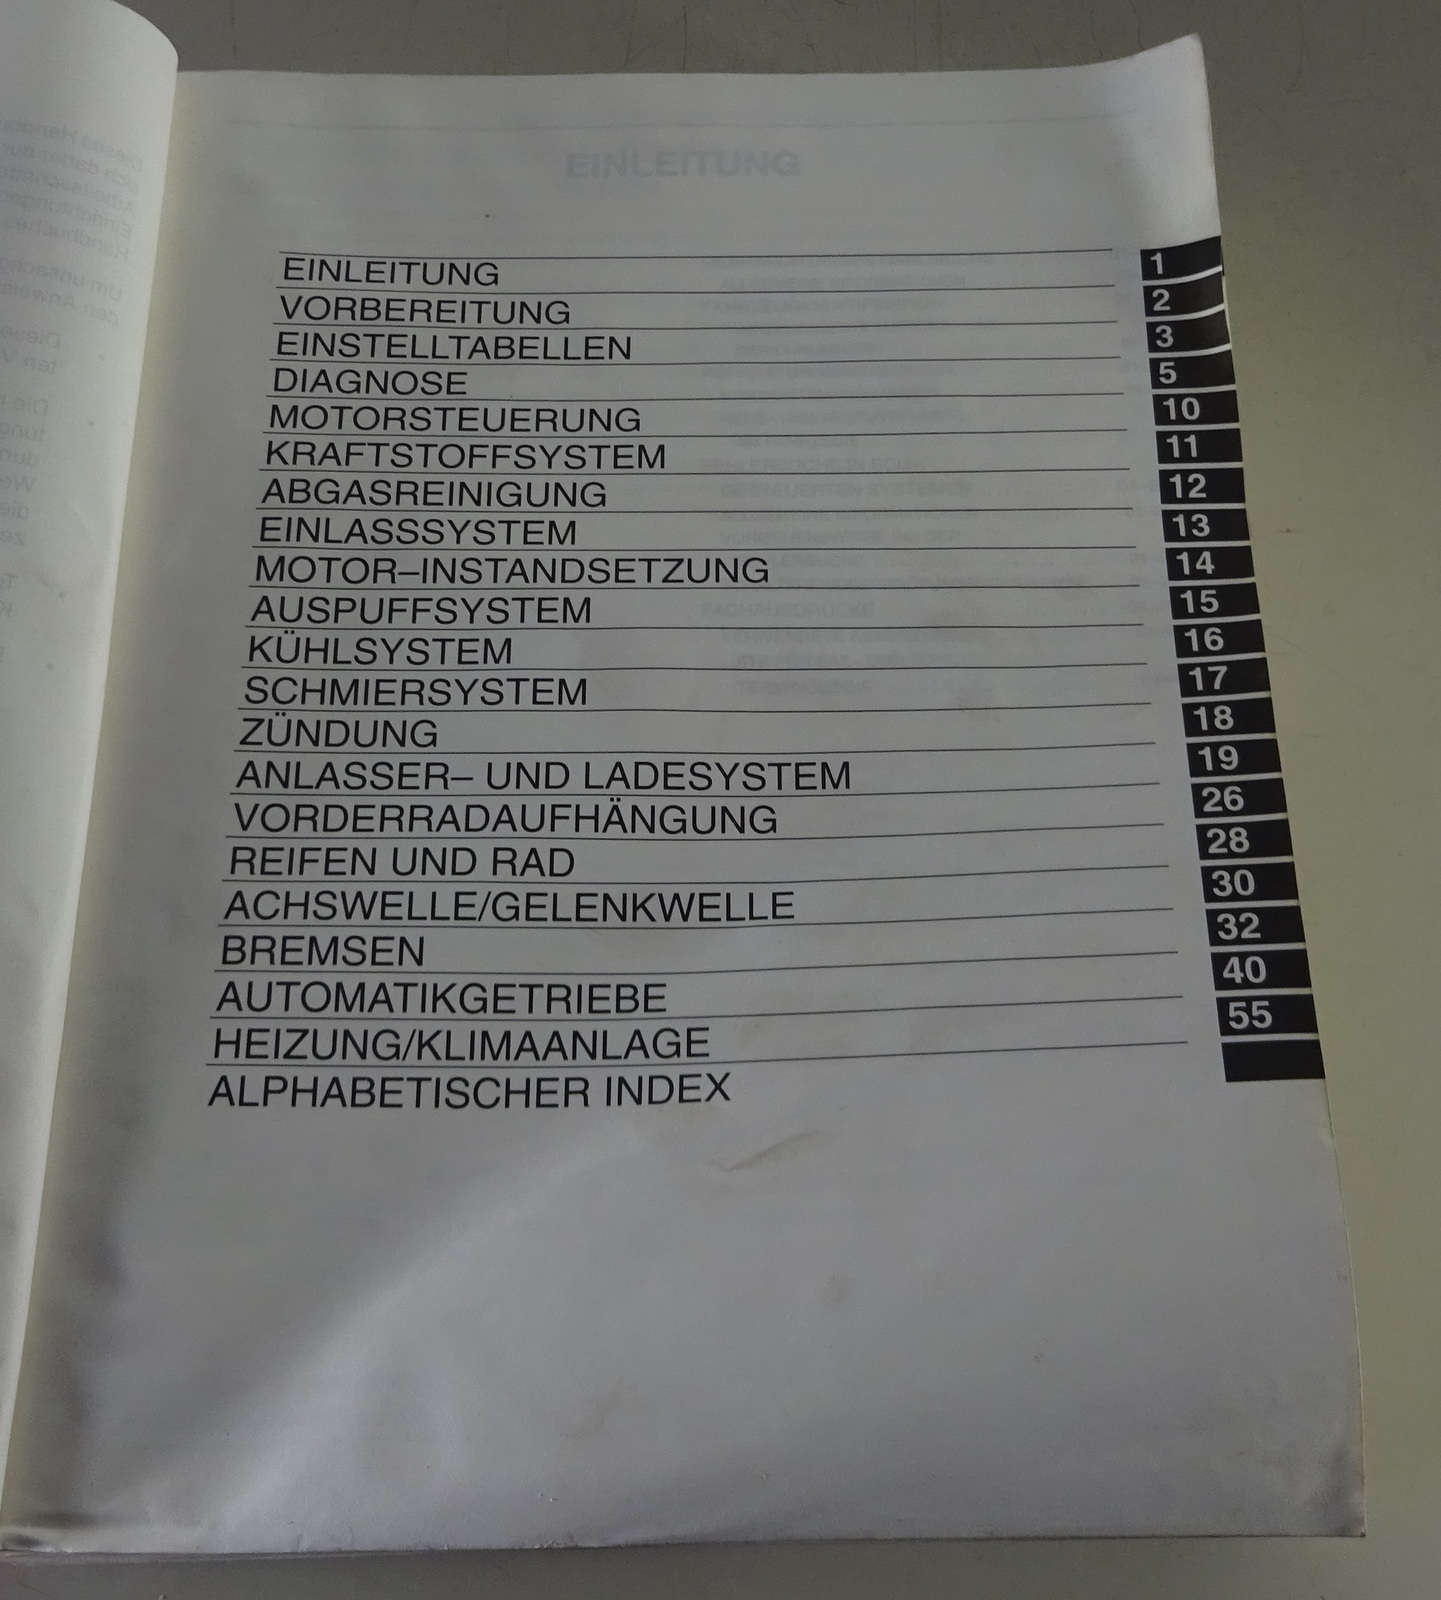 EINLEITUNG
EINLEITUNG 1
VORBEREITUNG 2
EINSTELLTABELLEN 3
DIAGNOSE 5
MOTORSTEUERUNG 10
KRAFTSTOFFSYSTEM 11
ABGASREINIGUNG 12
EINLASSSYSTEM 13
MOTOR–INSTANDSETZUNG 14
AUSPUFFSYSTEM 15
KÜHLSYSTEM 16
SCHMIERSYSTEM 17
ZÜNDUNG 18
ANLASSER– UND LADESYSTEM 19
VORDERRADAUFHÄNGUNG 26
REIFEN UND RAD 28
ACHSWELLE/GELENKWELLE 30
BREMSEN 32
AUTOMATIKGETRIEBE 40
HEIZUNG/KLIMAANLAGE 55
ALPHABETISCHER INDEX